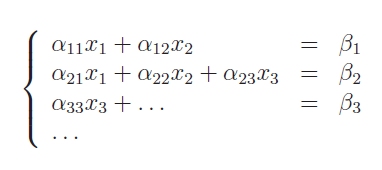 α₁₁x₁ + α₁₂x₂ = β₁
α₂₁x₁ + α₂₂x₂ + α₂₃x₃ = β₂
α₃₃x₃ + ... = β₃
...